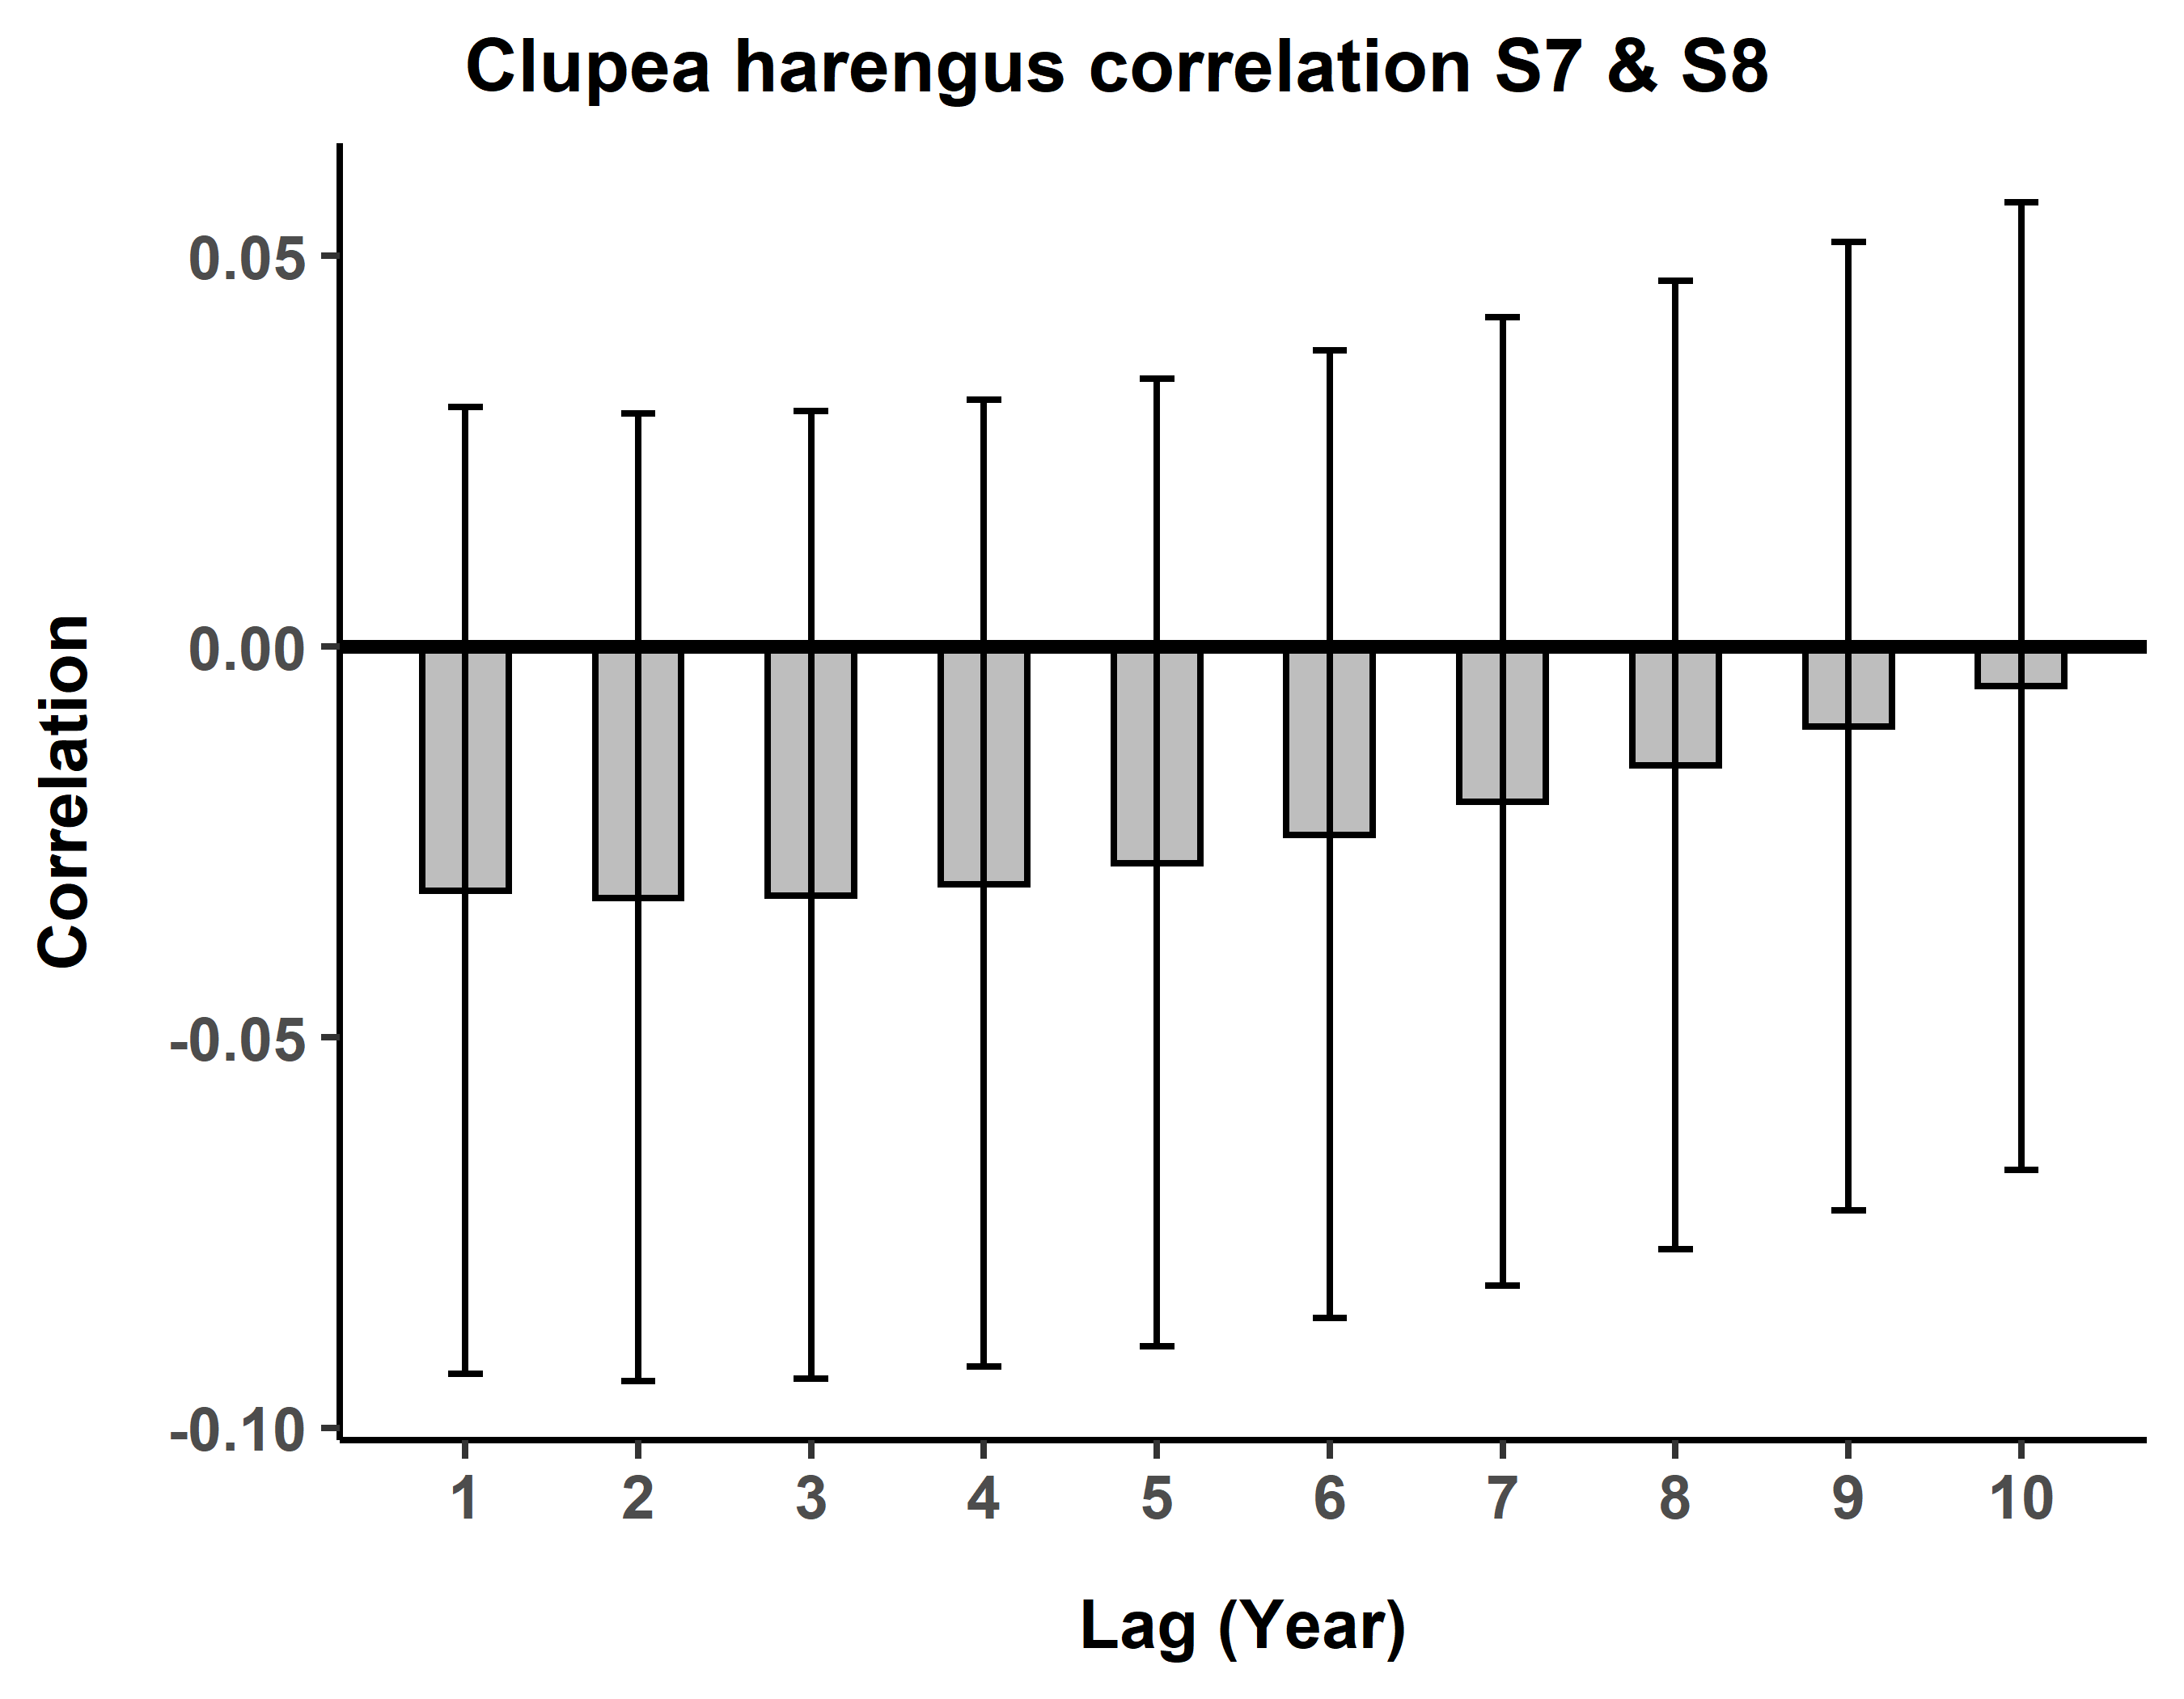 Clupea harengus correlation S7 & S8
0.05
0.00
-0.05
-0.10
Correlation
1 2 3 4 5 6 7 8 9 10
Lag (Year)